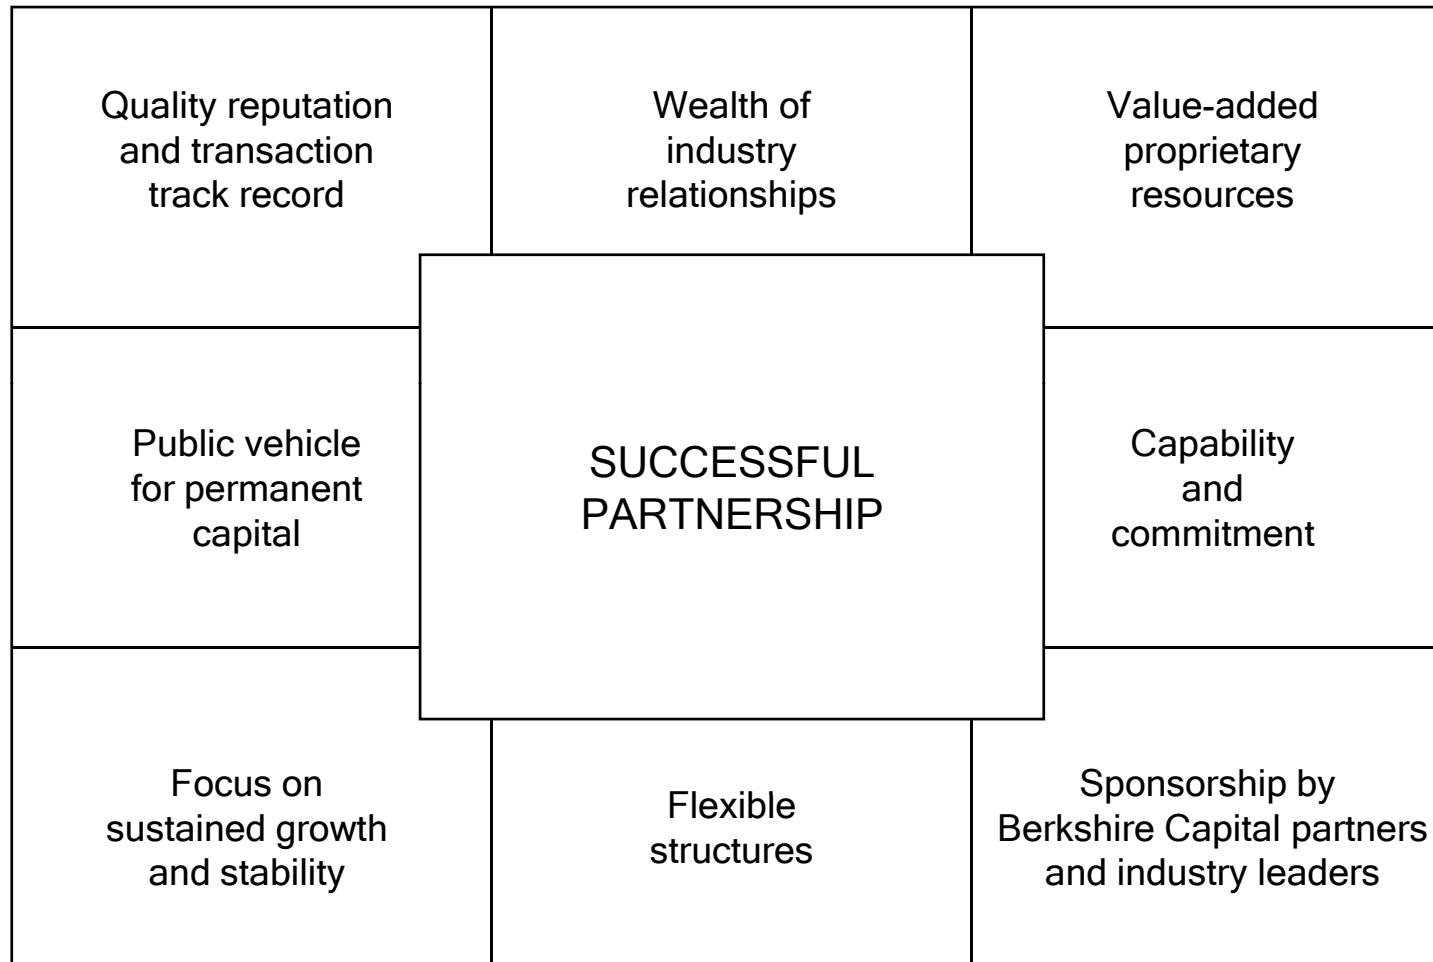 Quality reputation
and transaction
track record
Wealth of
industry
relationships
Value-added
proprietary
resources
Public vehicle
for permanent
capital
SUCCESSFUL
PARTNERSHIP
Capability
and
commitment
Focus on
sustained growth
and stability
Flexible
structures
Sponsorship by
Berkshire Capital partners
and industry leaders